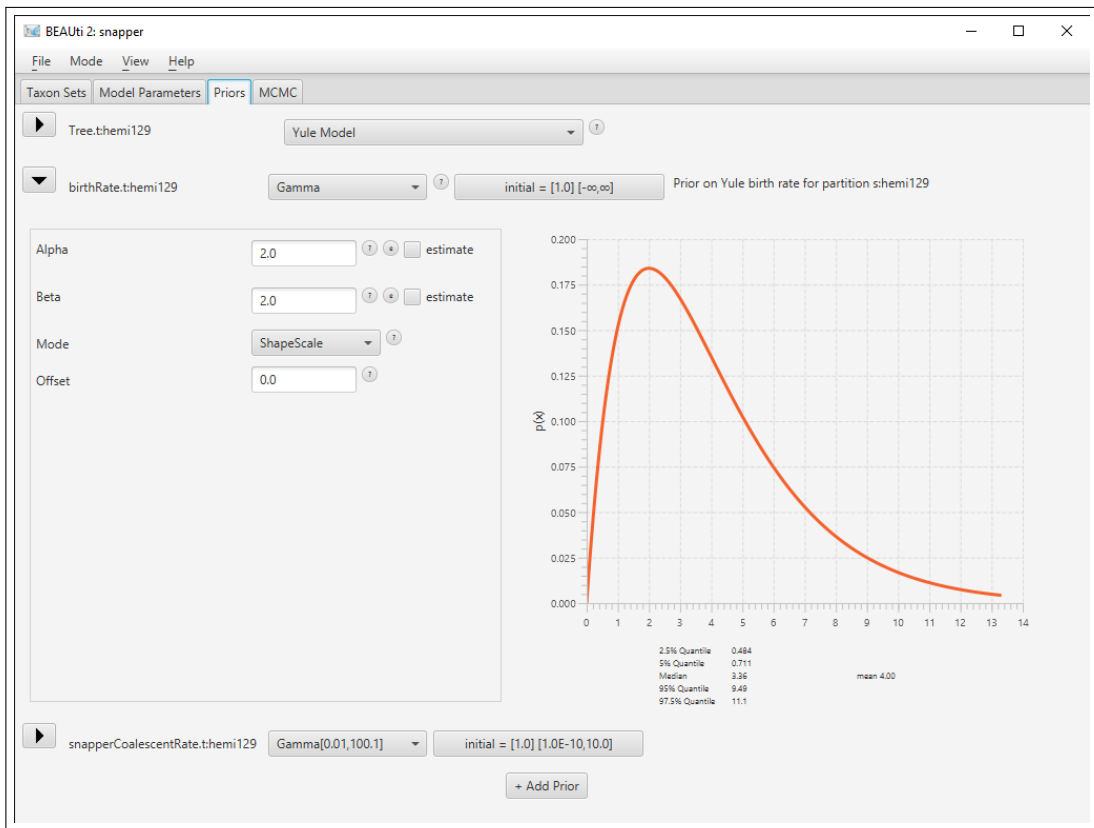 BEAUti 2: snapper
File Mode View Help
Taxon Sets Model Parameters Priors MCMC
Tree.t:hemi129 Yule Model ?
birthRate.t:hemi129 Gamma ? initial = [1.0] [-∞,∞] Prior on Yule birth rate for partition s:hemi129
Alpha 2.0 ? e estimate
Beta 2.0 ? e estimate
Mode ShapeScale ?
Offset 0.0 ?
0.200
0.175
0.150
0.125
0.100
0.075
0.050
0.025
0.000
p(x)
0 1 2 3 4 5 6 7 8 9 10 11 12 13 14
2.5% Quantile 0.484
5% Quantile 0.711
Median 3.36 mean 4.00
95% Quantile 9.49
97.5% Quantile 11.1
snapperCoalescentRate.t:hemi129 Gamma[0.01,100.1] initial = [1.0] [1.0E-10,10.0]
+ Add Prior